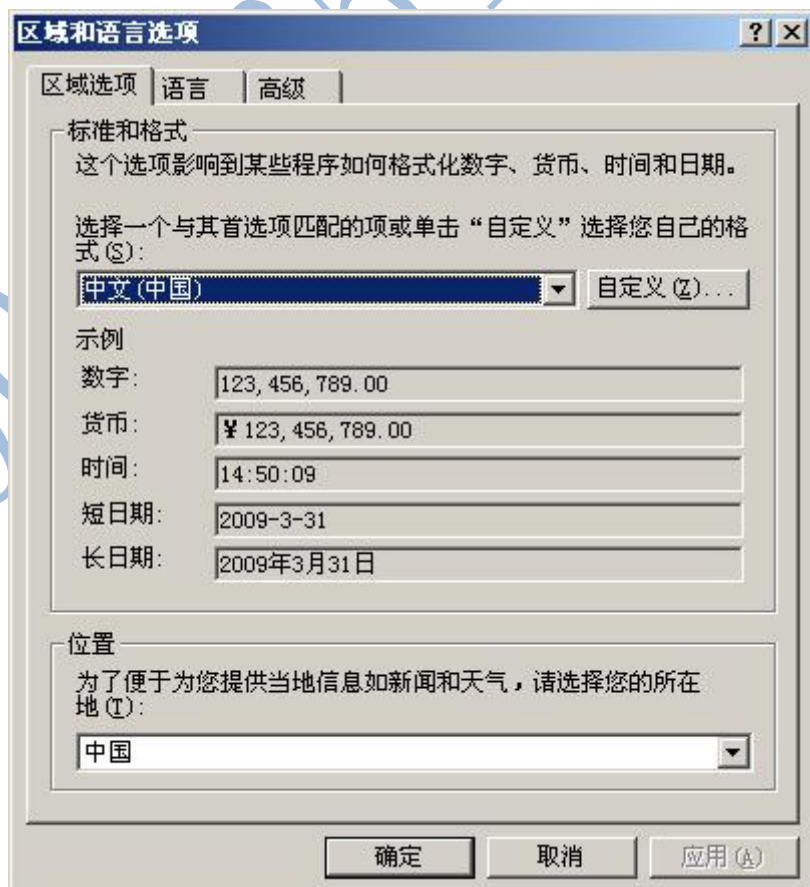 区域和语言选项
区域选项 语言 高级
标准和格式
这个选项影响到某些程序如何格式化数字、货币、时间和日期。
选择一个与其首选项匹配的项或单击“自定义”选择您自己的格
式(S):
中文(中国) 自定义(Z)...
示例
数字: 123,456,789.00
货币: ¥123,456,789.00
时间: 14:50:09
短日期: 2009-3-31
长日期: 2009年3月31日
位置
为了便于为您提供当地信息如新闻和天气，请选择您的所在
地(T):
中国
确定 取消 应用(A)